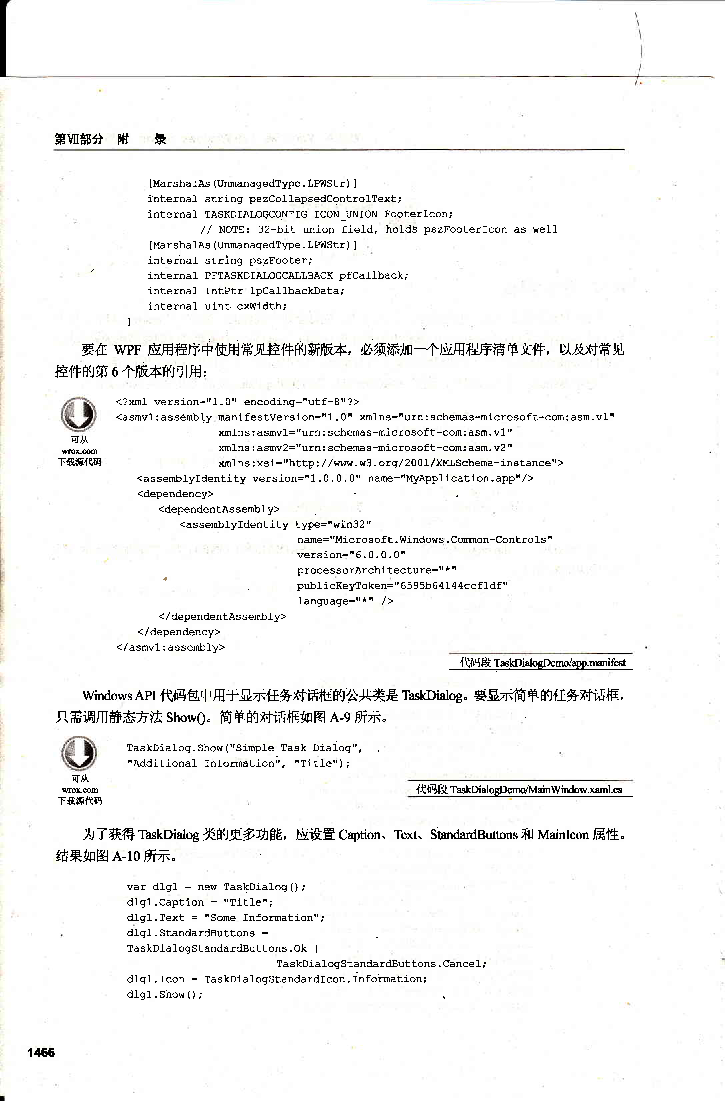 第Ⅶ部分 附 录
[MarshalAs(UnmanagedType.LPWStr)]
internal string pszCollapsedControlText;
internal TASKDIALOGCONFIG_ICON_UNION FooterIcon;
// NOTE: 32-bit union field, holds pszFooterIcon as well
[MarshalAs(UnmanagedType.LPWStr)]
internal string pszFooter;
internal PFTASKDIALOGCALLBACK pfCallback;
internal IntPtr lpCallbackData;
internal uint cxWidth;
}
要在 WPF 应用程序中使用常见控件的新版本，必须添加一个应用程序清单文件，以及对常见
控件的第 6 个版本的引用：
<?xml version="1.0" encoding="utf-8"?>
<asmv1:assembly manifestVersion="1.0" xmlns="urn:schemas-microsoft-com:asm.v1"
xmlns:asmv1="urn:schemas-microsoft-com:asm.v1"
xmlns:asmv2="urn:schemas-microsoft-com:asm.v2"
xmlns:xsi="http://www.w3.org/2001/XMLSchema-instance">
<assemblyIdentity version="1.0.0.0" name="MyApplication.app"/>
<dependency>
<dependentAssembly>
<assemblyIdentity type="win32"
name="Microsoft.Windows.Common-Controls"
version="6.0.0.0"
processorArchitecture="*"
publicKeyToken="6595b64144ccf1df"
language="*" />
</dependentAssembly>
</dependency>
</asmv1:assembly>
可从
wrox.com
下载源代码
代码段 TaskDialogDemo/app.manifest
Windows API 代码包中用于显示任务对话框的公共类是 TaskDialog。要显示简单的任务对话框，
只需调用静态方法 Show()。简单的对话框如图 A-9 所示。
TaskDialog.Show("Simple Task Dialog",
"Additional Information", "Title");
可从
wrox.com
下载源代码
代码段 TaskDialogDemo/MainWindow.xaml.cs
为了获得 TaskDialog 类的更多功能，应设置 Caption、Text、StandardButtons 和 MainIcon 属性。
结果如图 A-10 所示。
var dlg1 = new TaskDialog();
dlg1.Caption = "Title";
dlg1.Text = "Some Information";
dlg1.StandardButtons =
TaskDialogStandardButtons.Ok |
TaskDialogStandardButtons.Cancel;
dlg1.Icon = TaskDialogStandardIcon.Information;
dlg1.Show();
1466